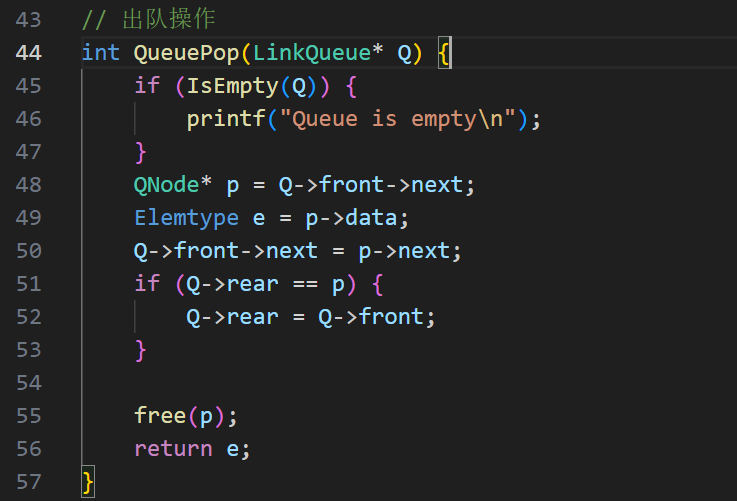 43 // 出队操作
44 int QueuePop(LinkQueue* Q) {
45     if (IsEmpty(Q)) {
46         printf("Queue is empty\n");
47     }
48     QNode* p = Q->front->next;
49     Elemtype e = p->data;
50     Q->front->next = p->next;
51     if (Q->rear == p) {
52         Q->rear = Q->front;
53     }
54
55     free(p);
56     return e;
57 }